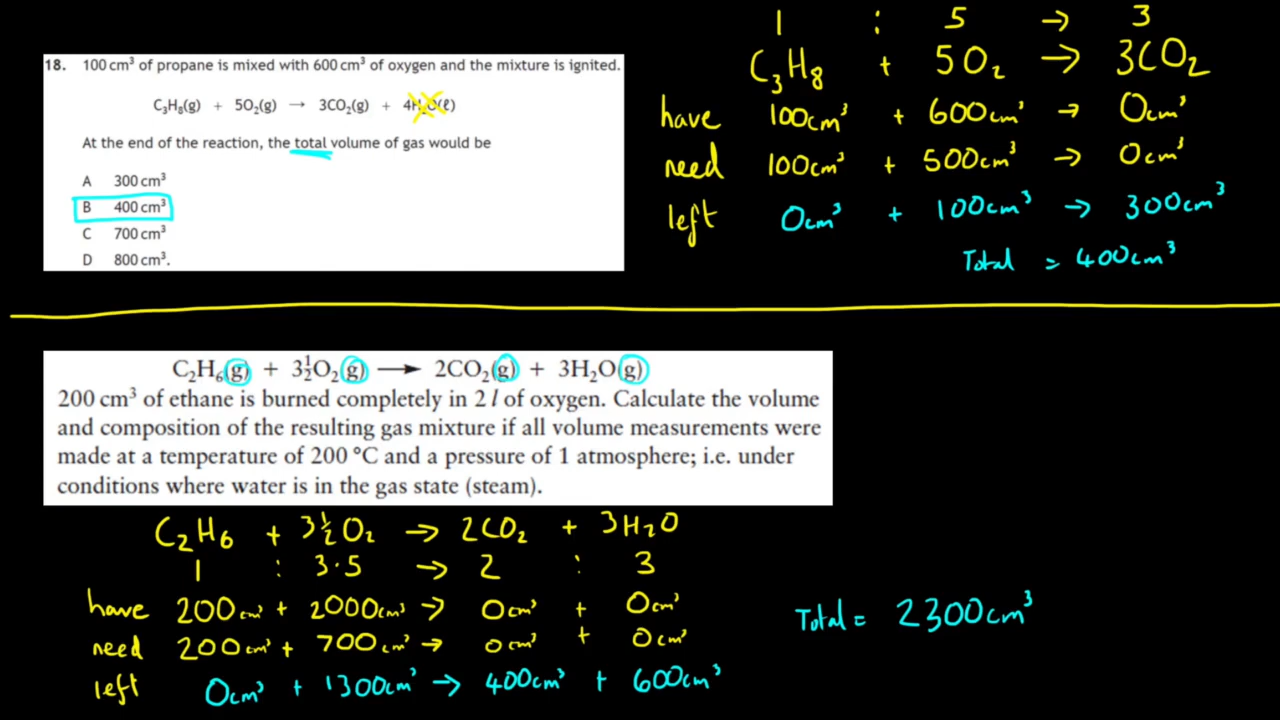 18. 100 cm³ of propane is mixed with 600 cm³ of oxygen and the mixture is ignited.
C₃H₈(g) + 5O₂(g) → 3CO₂(g) + 4H₂O(ℓ)
At the end of the reaction, the total volume of gas would be
A 300 cm³
B 400 cm³
C 700 cm³
D 800 cm³.
1 : 5 → 3
C₃H₈ + 5O₂ → 3CO₂
have 100cm³ + 600cm³ → 0cm³
need 100cm³ + 500cm³ → 0cm³
left 0cm³ + 100cm³ → 300cm³
Total = 400cm³
C₂H₆(g) + 3½O₂(g) ⟶ 2CO₂(g) + 3H₂O(g)
200 cm³ of ethane is burned completely in 2 l of oxygen. Calculate the volume
and composition of the resulting gas mixture if all volume measurements were
made at a temperature of 200 °C and a pressure of 1 atmosphere; i.e. under
conditions where water is in the gas state (steam).
C₂H₆ + 3½O₂ → 2CO₂ + 3H₂O
1 : 3.5 → 2 : 3
have 200cm³ + 2000cm³ → 0cm³ + 0cm³
need 200cm³ + 700cm³ → 0cm³ + 0cm³
left 0cm³ + 1300cm³ → 400cm³ + 600cm³
Total = 2300cm³